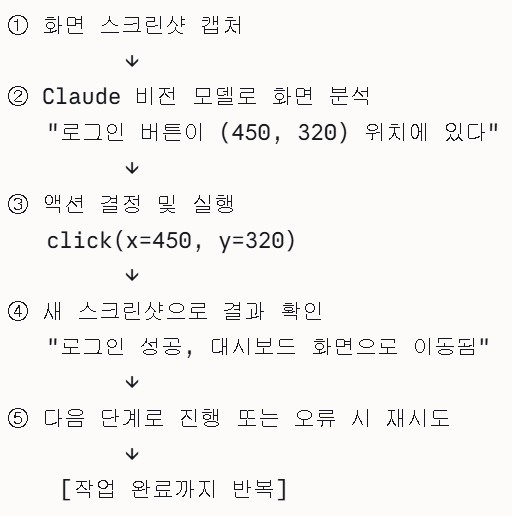 ① 화면 스크린샷 캡처
↓
② Claude 비전 모델로 화면 분석
"로그인 버튼이 (450, 320) 위치에 있다"
↓
③ 액션 결정 및 실행
click(x=450, y=320)
↓
④ 새 스크린샷으로 결과 확인
"로그인 성공, 대시보드 화면으로 이동됨"
↓
⑤ 다음 단계로 진행 또는 오류 시 재시도
↓
[작업 완료까지 반복]